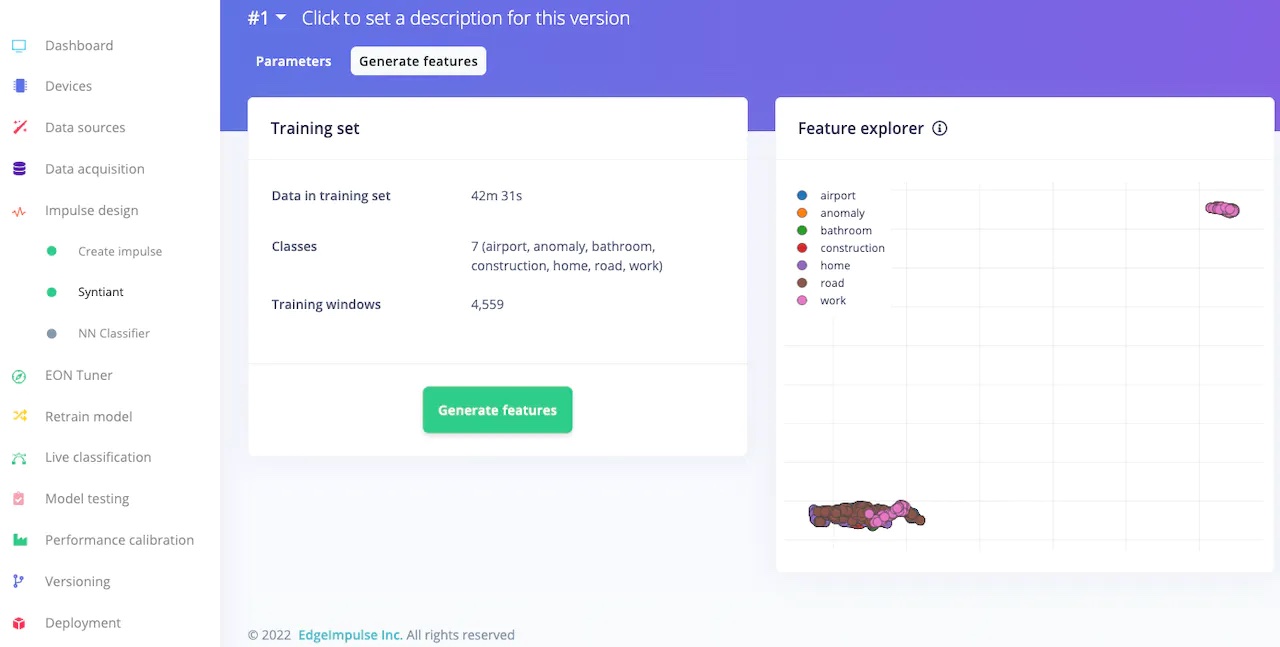 #1 Click to set a description for this version
Parameters Generate features
Dashboard
Devices
Data sources
Data acquisition
Impulse design
Create impulse
Syntiant
NN Classifier
EON Tuner
Retrain model
Live classification
Model testing
Performance calibration
Versioning
Deployment
Training set
Data in training set 42m 31s
Classes 7 (airport, anomaly, bathroom,
construction, home, road, work)
Training windows 4,559
Generate features
Feature explorer
airport
anomaly
bathroom
construction
home
road
work
© 2022 EdgeImpulse Inc. All rights reserved